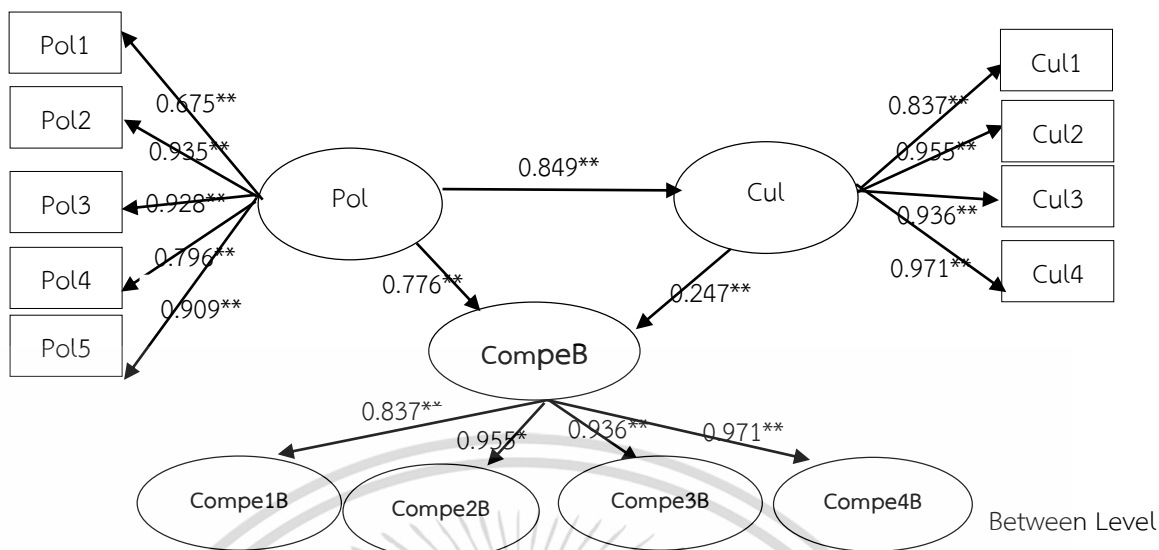 Pol1
Cul1
0.675**
0.837**
Pol2
Cul2
0.935**
0.955**
0.849**
Pol
Cul
Pol3
0.928**
Cul3
0.936**
0.796**
0.971**
Pol4
Cul4
0.776**
0.247**
0.909**
Pol5
CompeB
0.837**
0.955*
0.936**
0.971**
Compe1B
Compe2B
Compe3B
Compe4B
Between Level